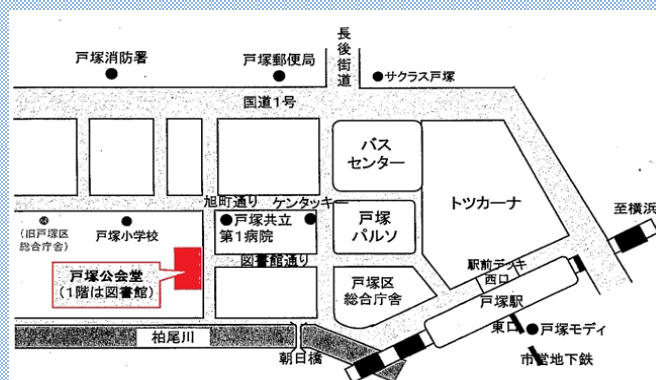 戸塚消防署
戸塚郵便局
長後街道
サクラス戸塚
国道1号
バス
センター
トツカーナ
至横浜
旭町通り
ケンタッキー
戸塚共立
第1病院
戸塚
パルソ
(旧戸塚区
総合庁舎)
戸塚小学校
図書館通り
戸塚公会堂
(1階は図書館)
戸塚区
総合庁舎
駅前デッキ
西口
戸塚駅
東口
戸塚モディ
市営地下鉄
柏尾川
朝日橋